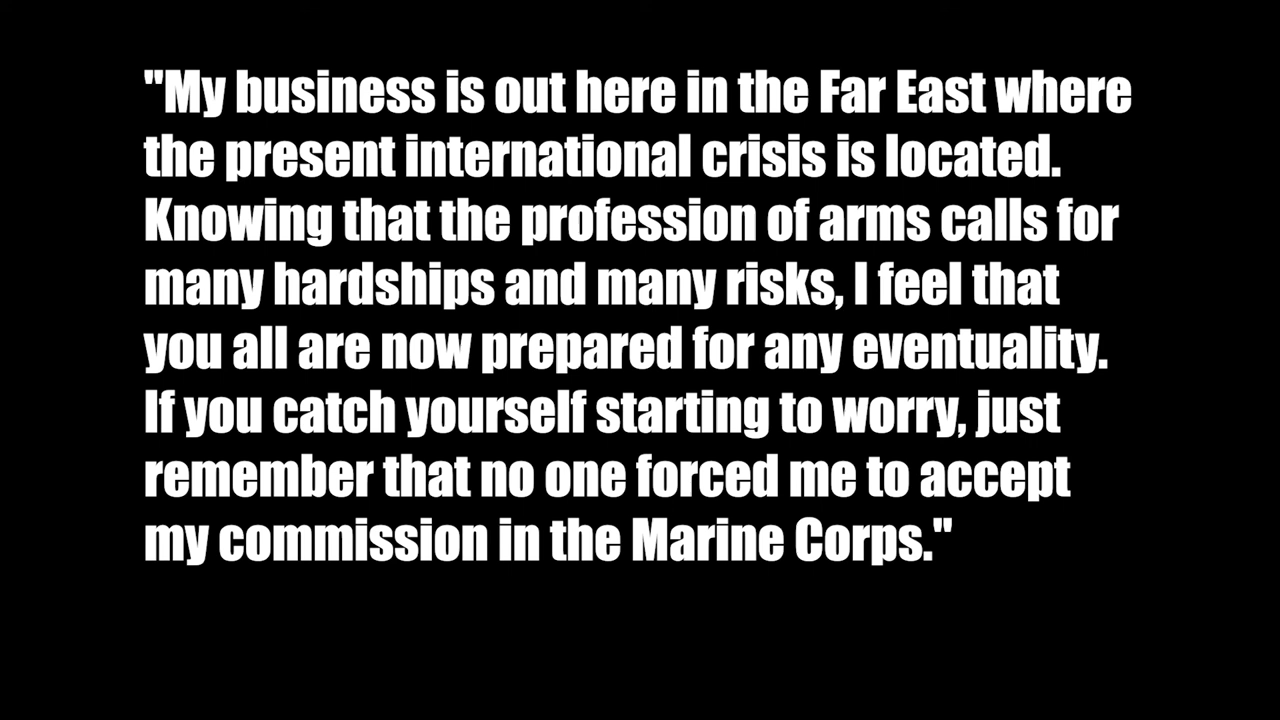 "My business is out here in the Far East where
the present international crisis is located.
Knowing that the profession of arms calls for
many hardships and many risks, I feel that
you all are now prepared for any eventuality.
If you catch yourself starting to worry, just
remember that no one forced me to accept
my commission in the Marine Corps."